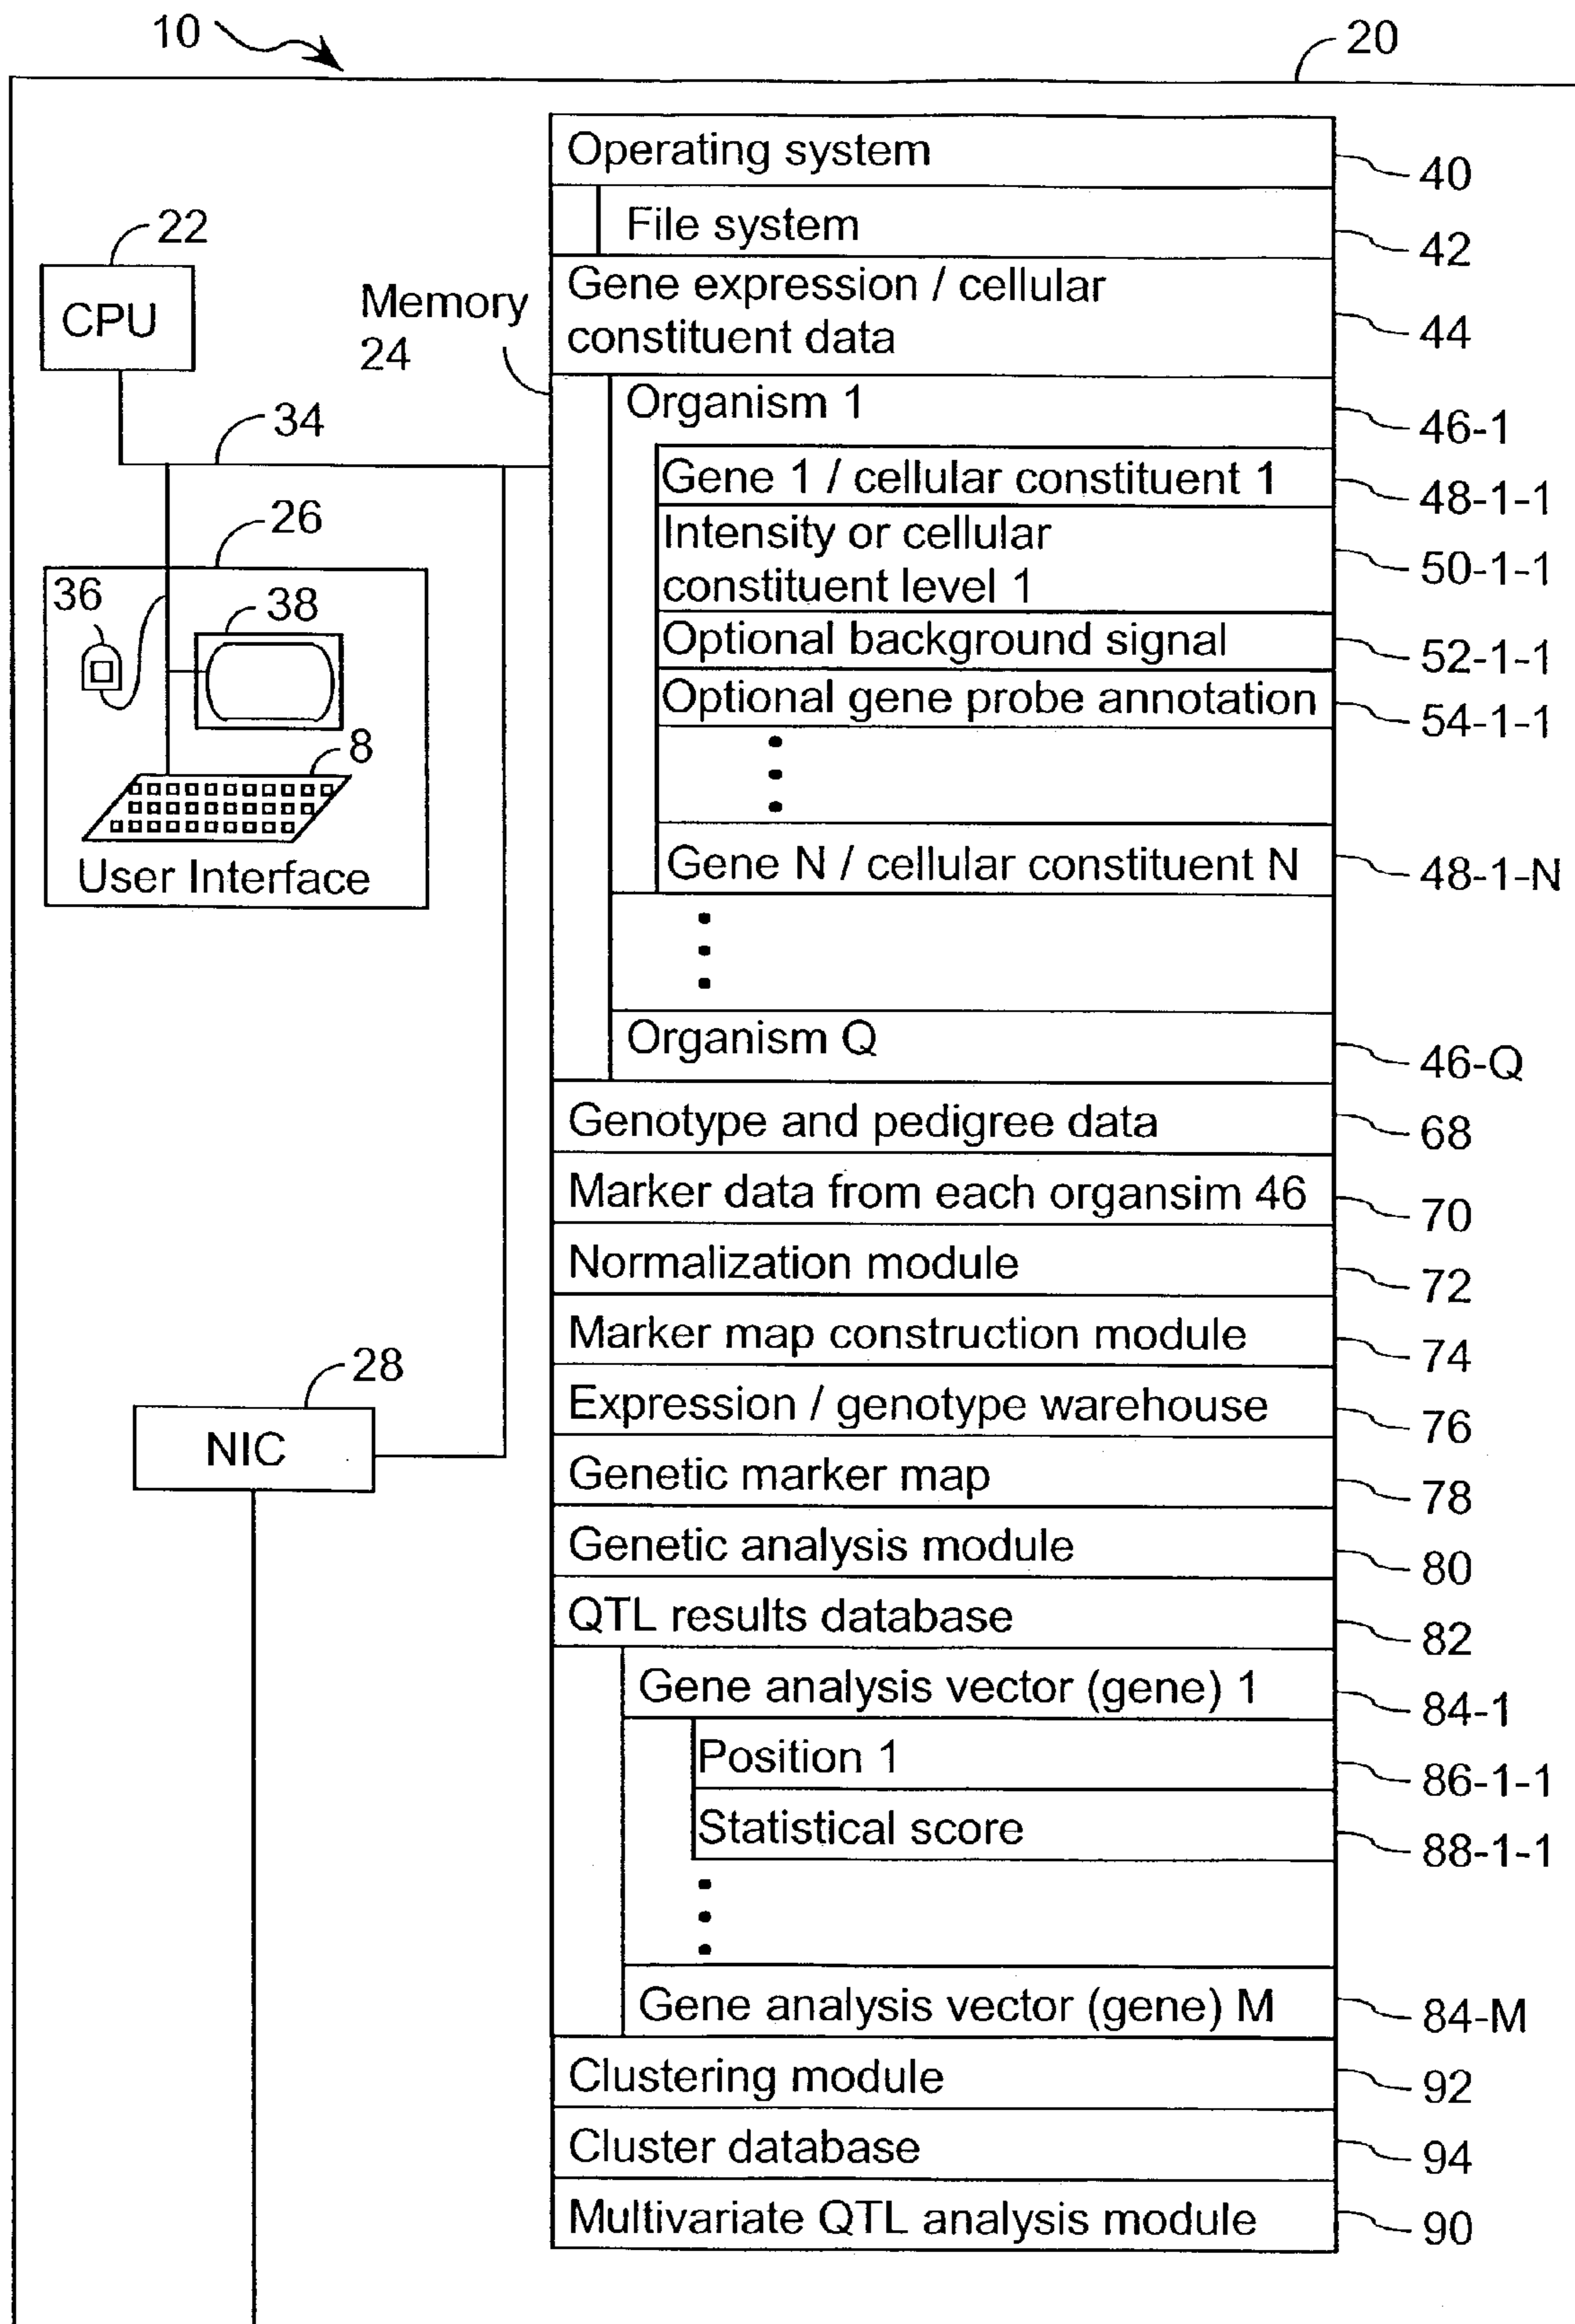 10
20
Operating system
40
File system
42
22
CPU
Memory
24
Gene expression / cellular
constituent data
44
34
Organism 1
46-1
Gene 1 / cellular constituent 1
48-1-1
Intensity or cellular
constituent level 1
50-1-1
Optional background signal
52-1-1
Optional gene probe annotation
54-1-1
Gene N / cellular constituent N
48-1-N
26
36
38
8
User Interface
Organism Q
46-Q
Genotype and pedigree data
68
Marker data from each organsim 46
70
Normalization module
72
Marker map construction module
74
28
NIC
Expression / genotype warehouse
76
Genetic marker map
78
Genetic analysis module
80
QTL results database
82
Gene analysis vector (gene) 1
84-1
Position 1
86-1-1
Statistical score
88-1-1
Gene analysis vector (gene) M
84-M
Clustering module
92
Cluster database
94
Multivariate QTL analysis module
90